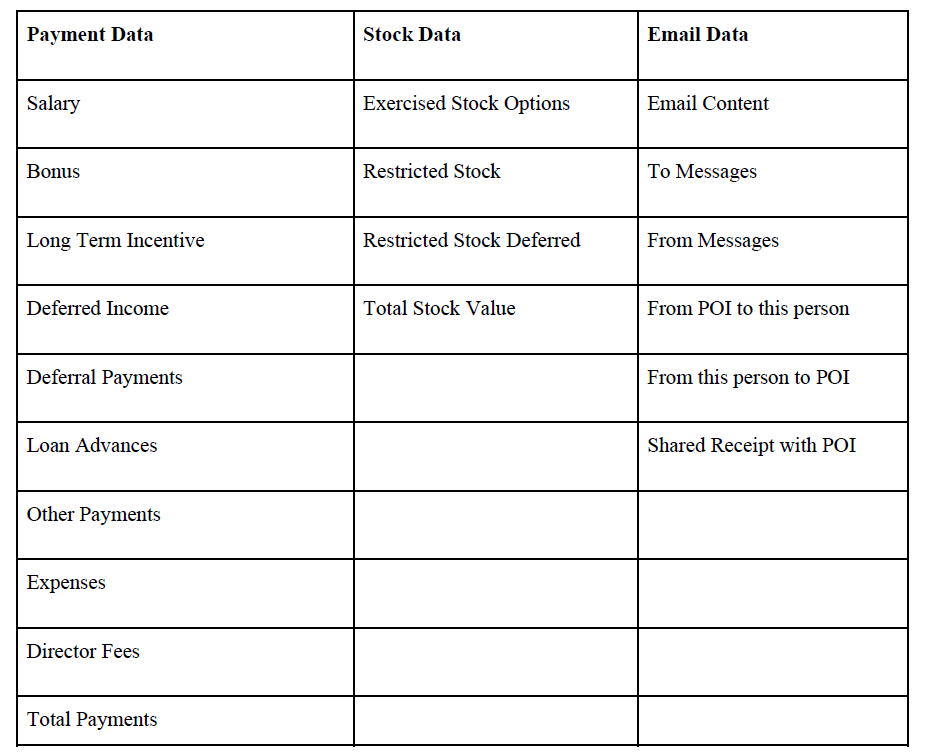 Payment Data Stock Data Email Data
Salary Exercised Stock Options Email Content
Bonus Restricted Stock To Messages
Long Term Incentive Restricted Stock Deferred From Messages
Deferred Income Total Stock Value From POI to this person
Deferral Payments From this person to POI
Loan Advances Shared Receipt with POI
Other Payments
Expenses
Director Fees
Total Payments